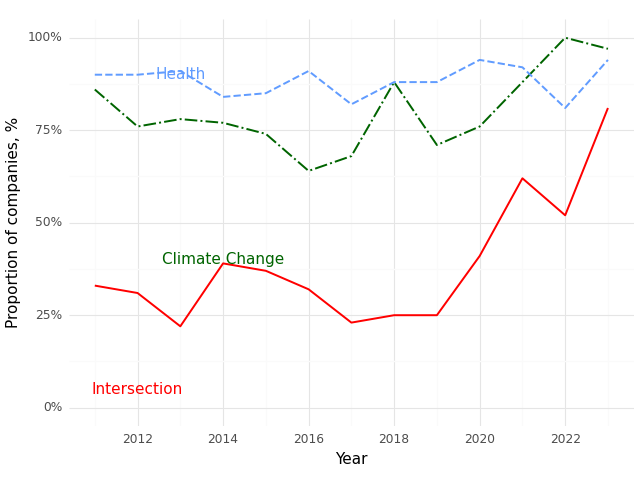 100%
Health
75%
Proportion of companies, %
50%
Climate Change
25%
Intersection
0%
2012 2014 2016 2018 2020 2022
Year